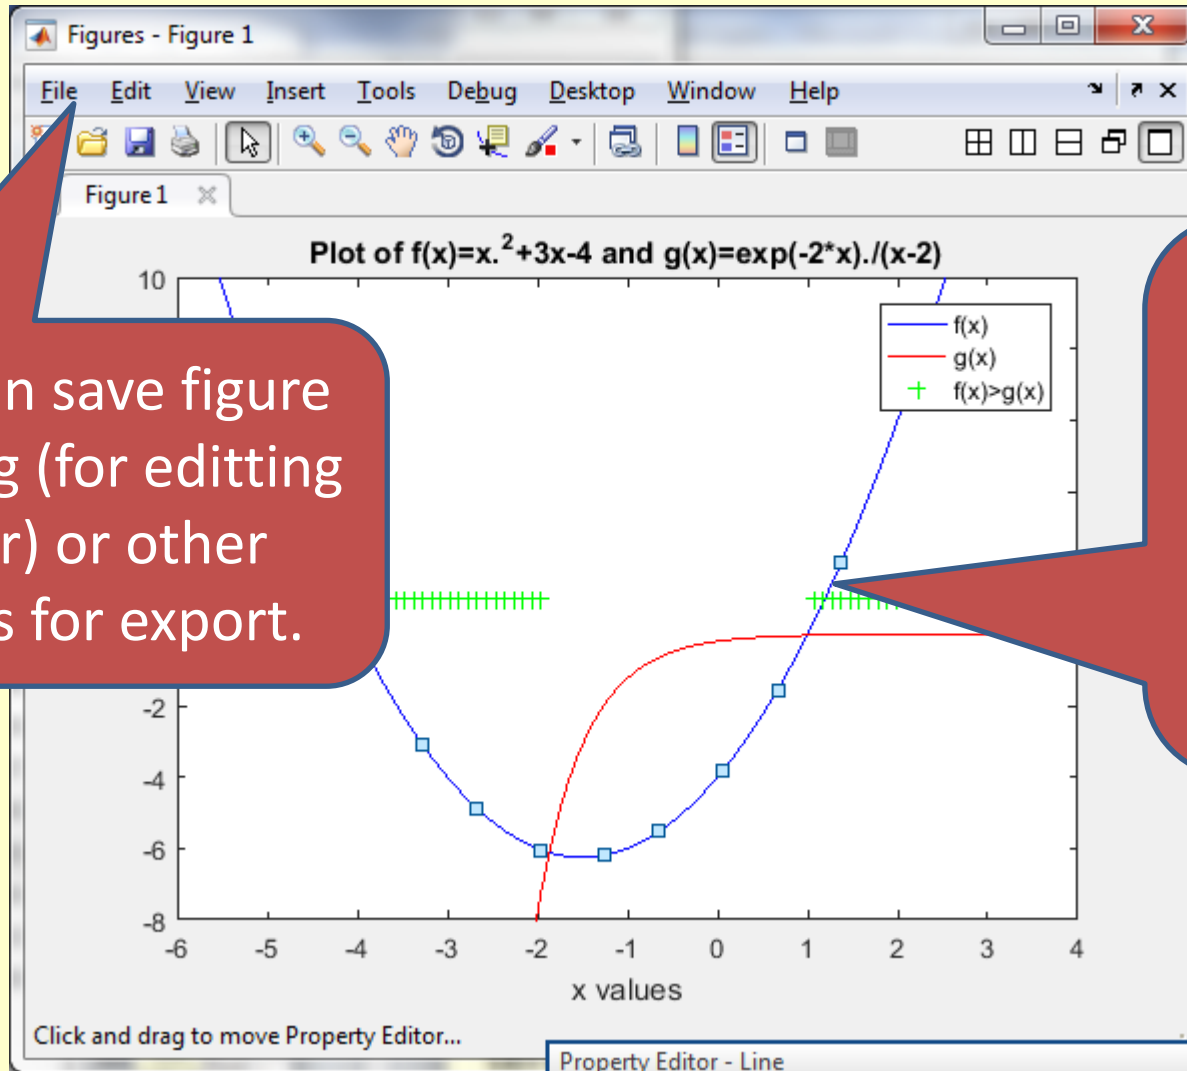 Figures - Figure 1
File Edit View Insert Tools Debug Desktop Window Help
Figure 1
Plot of f(x)=x.^2+3x-4 and g(x)=exp(-2*x)./(x-2)
10
f(x)
g(x)
f(x)>g(x)
n save figure
g (for editting
r) or other
s for export.
-2
-4
-6
-8
-6 -5 -4 -3 -2 -1 0 1 2 3 4
x values
Click and drag to move Property Editor...
Property Editor - Line